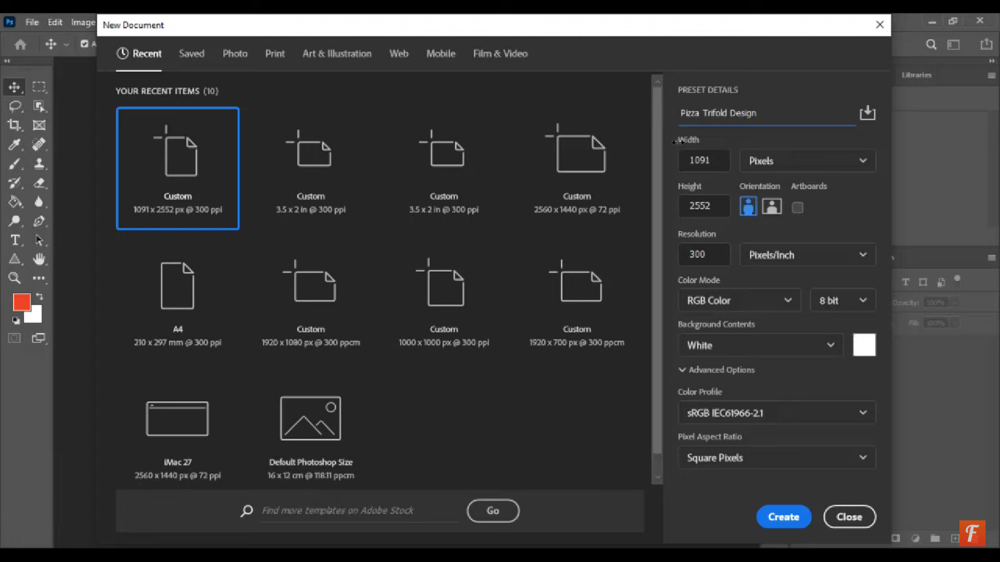 Ps File Edit Image
New Document
Recent Saved Photo Print Art & Illustration Web Mobile Film & Video
Libraries
YOUR RECENT ITEMS (10)
Custom
1091 x 2552 px @ 300 ppi
Custom
3.5 x 2 in @ 300 ppi
Custom
3.5 x 2 in @ 300 ppi
Custom
2560 x 1440 px @ 72 ppi
A4
210 x 297 mm @ 300 ppi
Custom
1920 x 1080 px @ 300 ppcm
Custom
1000 x 1000 px @ 300 ppi
Custom
1920 x 700 px @ 300 ppcm
iMac 27
2560 x 1440 px @ 72 ppi
Default Photoshop Size
16 x 12 cm @ 118.11 ppcm
Find more templates on Adobe Stock
Go
PRESET DETAILS
Pizza Trifold Design
Width
1091 Pixels
Height Orientation Artboards
2552
Resolution
300 Pixels/Inch
Color Mode
RGB Color 8 bit
Background Contents
White
Advanced Options
Color Profile
sRGB IEC61966-2.1
Pixel Aspect Ratio
Square Pixels
Create Close
Opacity: 100%
Fill: 100%
F